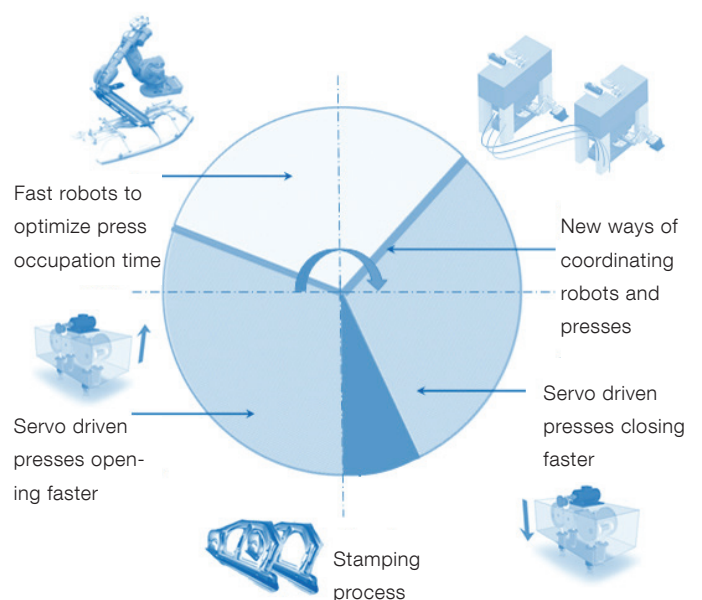 Fast robots to
optimize press
occupation time
New ways of
coordinating
robots and
presses
Servo driven
presses open-
ing faster
Servo driven
presses closing
faster
Stamping
process